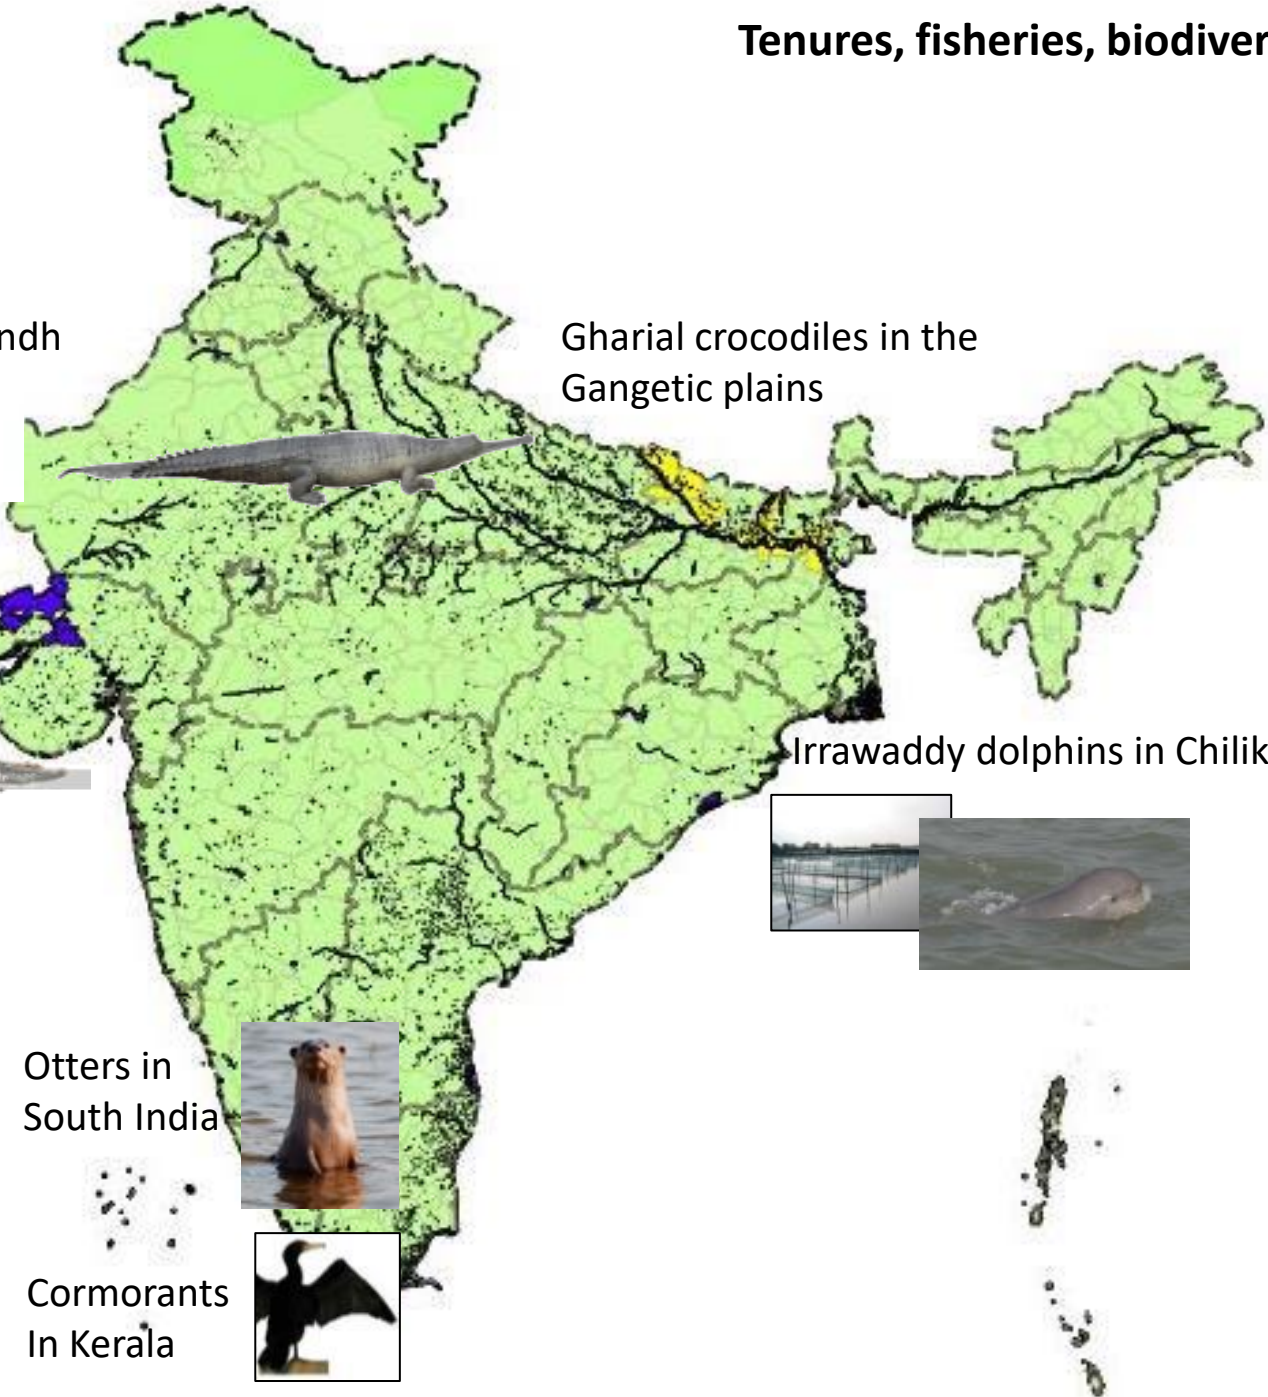 Tenures, fisheries, biodiver
ndh
Gharial crocodiles in the
Gangetic plains
Irrawaddy dolphins in Chilik
Otters in
South India
Cormorants
In Kerala